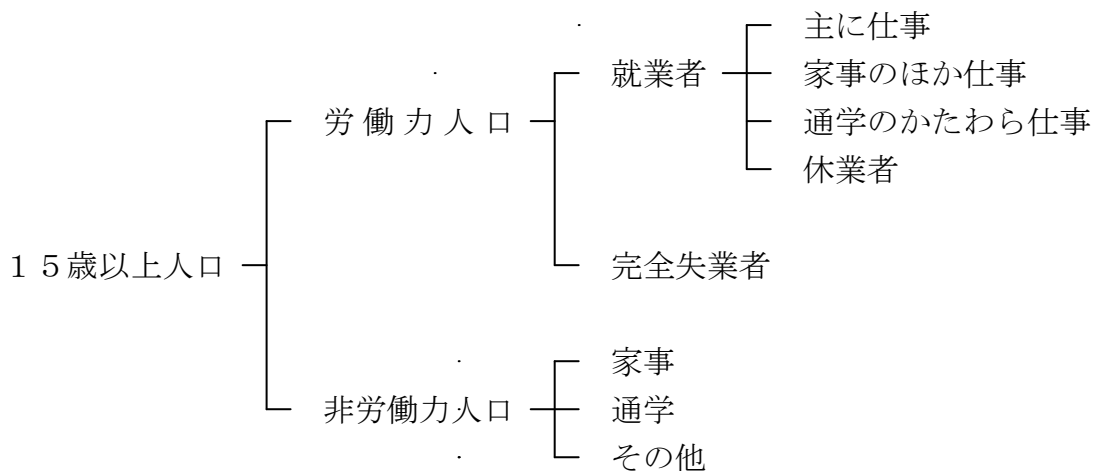 主に仕事
就業者
家事のほか仕事
労働力人口
通学のかたわら仕事
休業者
15歳以上人口
完全失業者
家事
非労働力人口
通学
その他